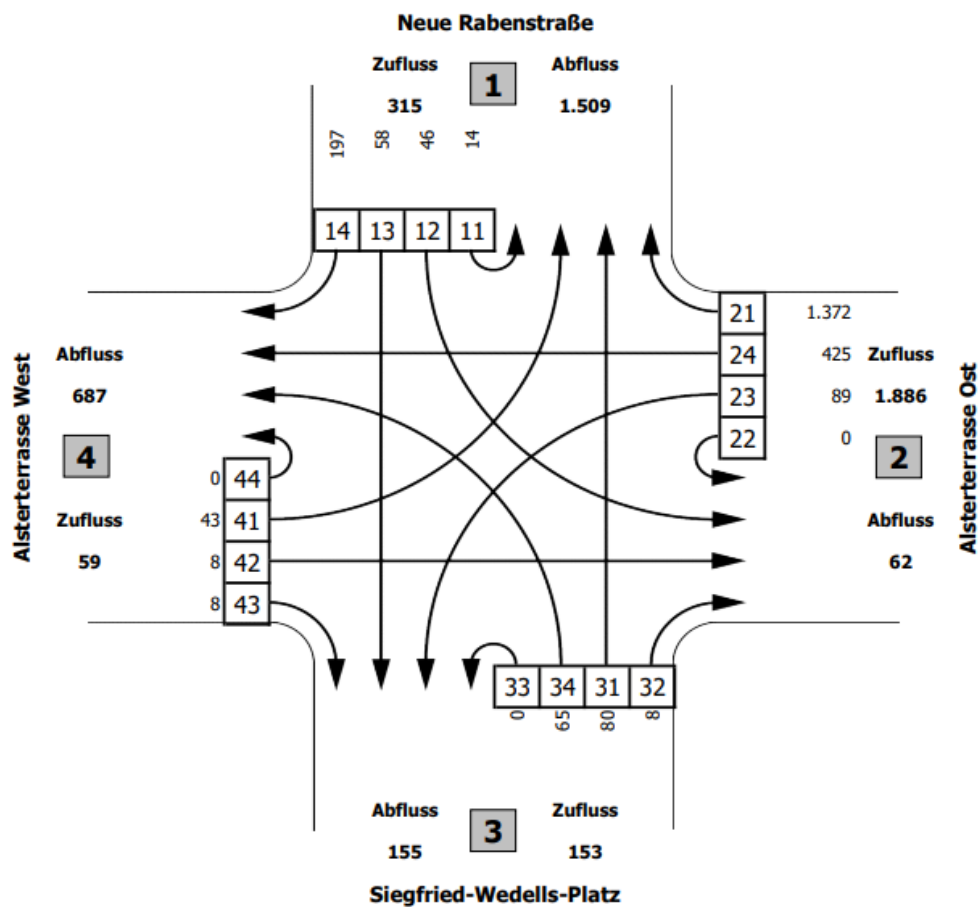 Neue Rabenstraße
Zufluss 1 Abfluss
315 1.509
197 58 46 14
14 13 12 11
21 1.372
24 425 Zufluss
23 89 1.886
22 0
2
Abfluss
62
Alsterterrasse Ost
Alsterterrasse West
Abfluss
687
4
Zufluss
59
0 44
43 41
8 42
8 43
33 34 31 32
0 65 80 8
Abfluss 3 Zufluss
155 153
Siegfried-Wedells-Platz